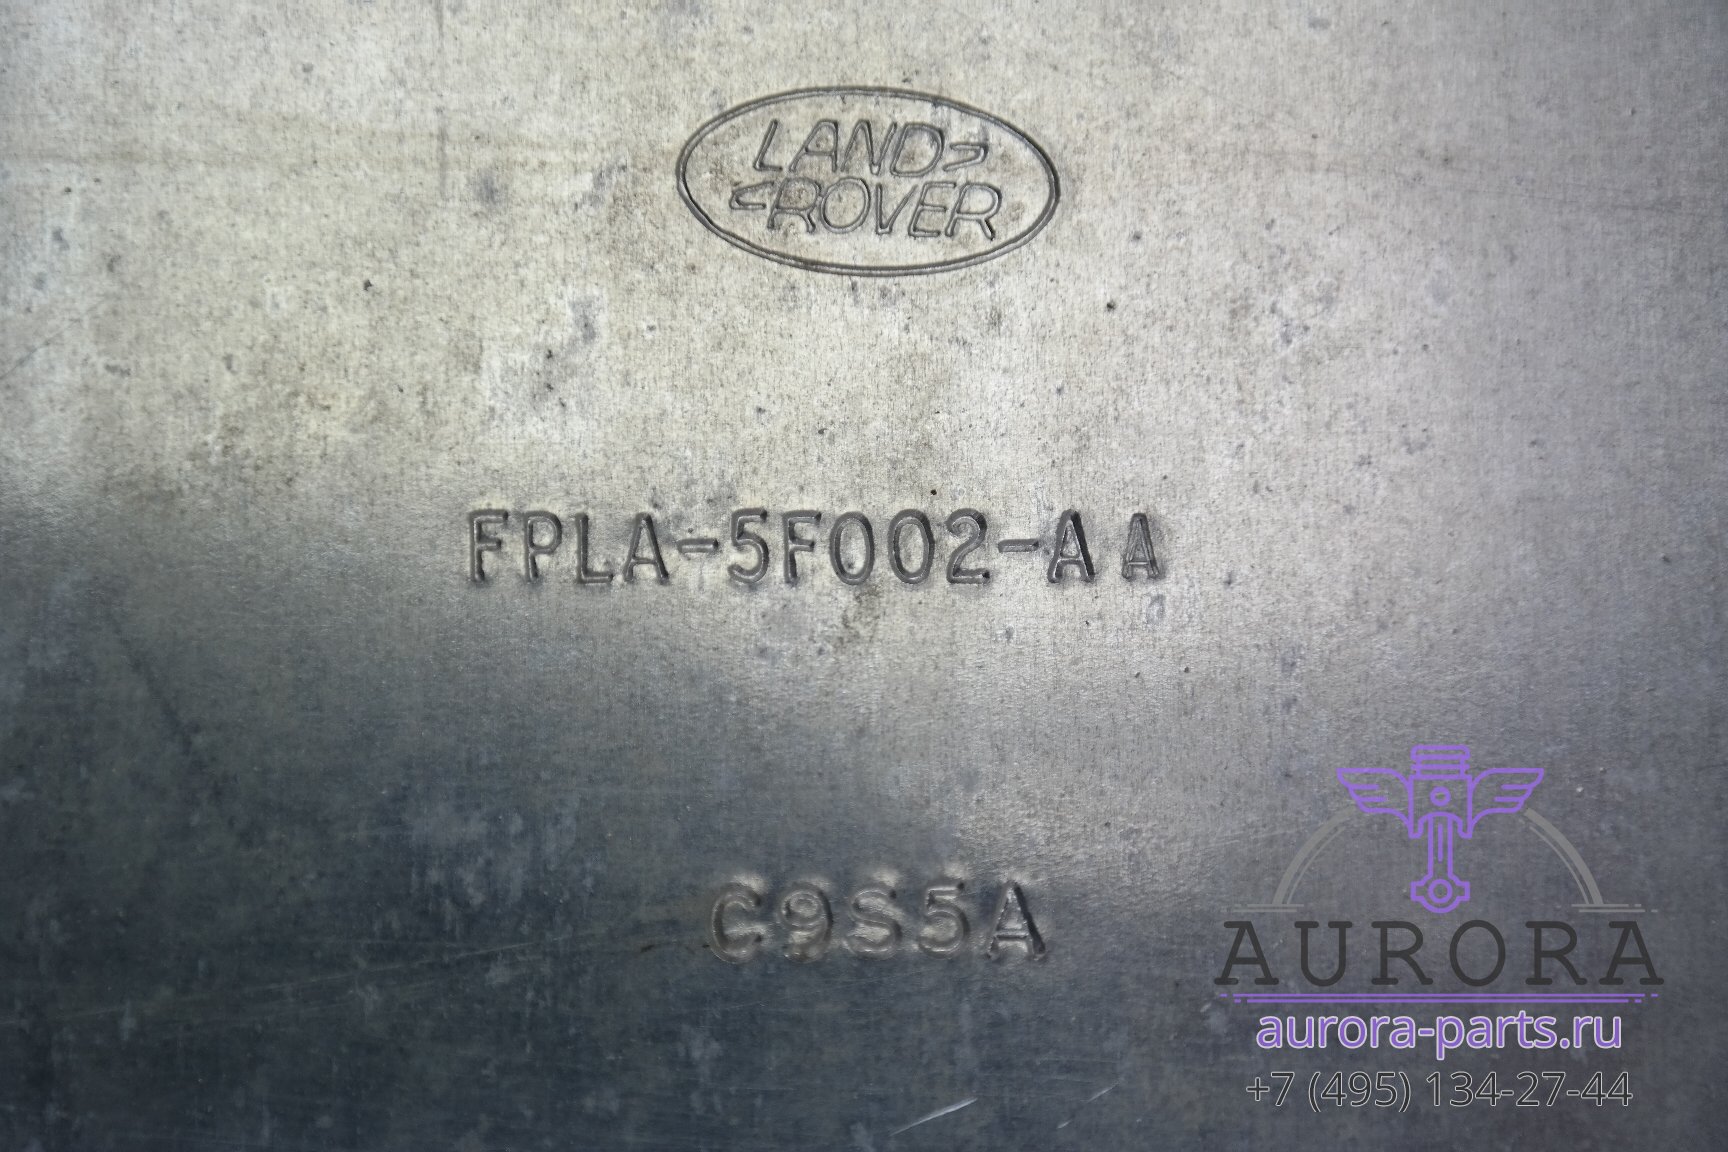 LAND
ROVER
FPLA-5F002-AA
C9S5A
AURORA
aurora-parts.ru
+7 (495) 134-27-44